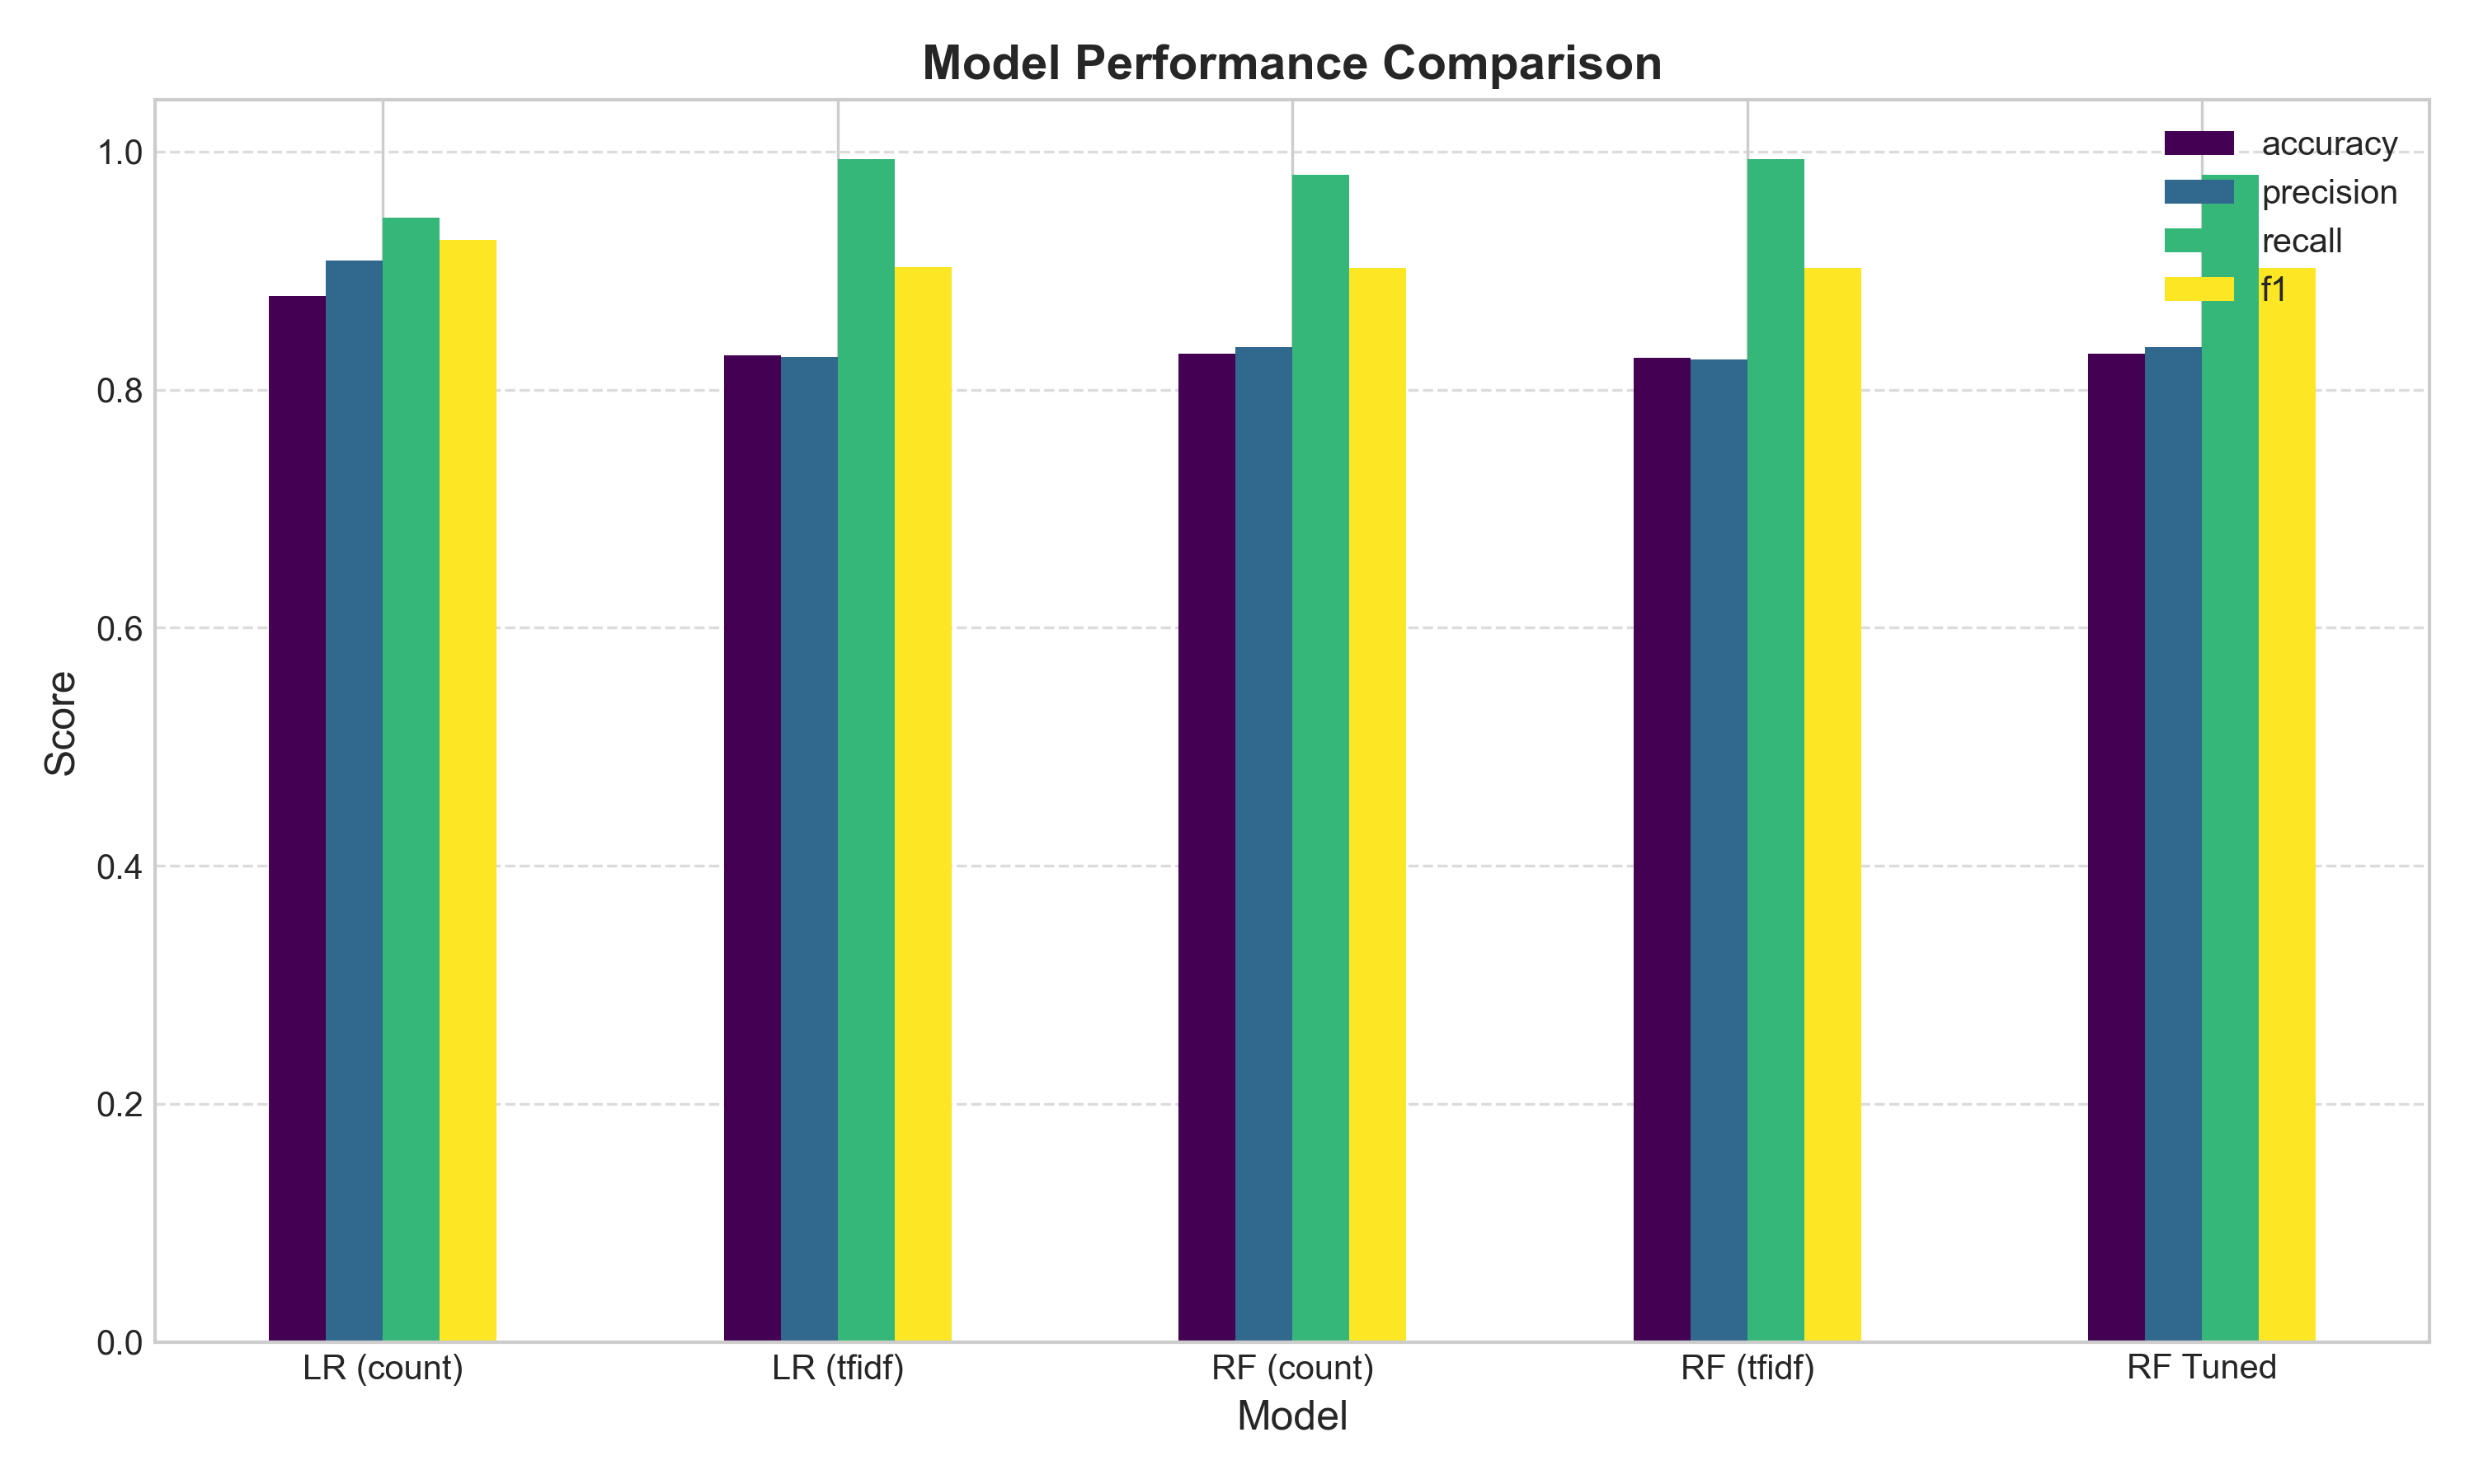 Model Performance Comparison
accuracy
precision
recall
f1
1.0
0.8
0.6
0.4
0.2
0.0
Score
LR (count)
LR (tfidf)
RF (count)
RF (tfidf)
RF Tuned
Model